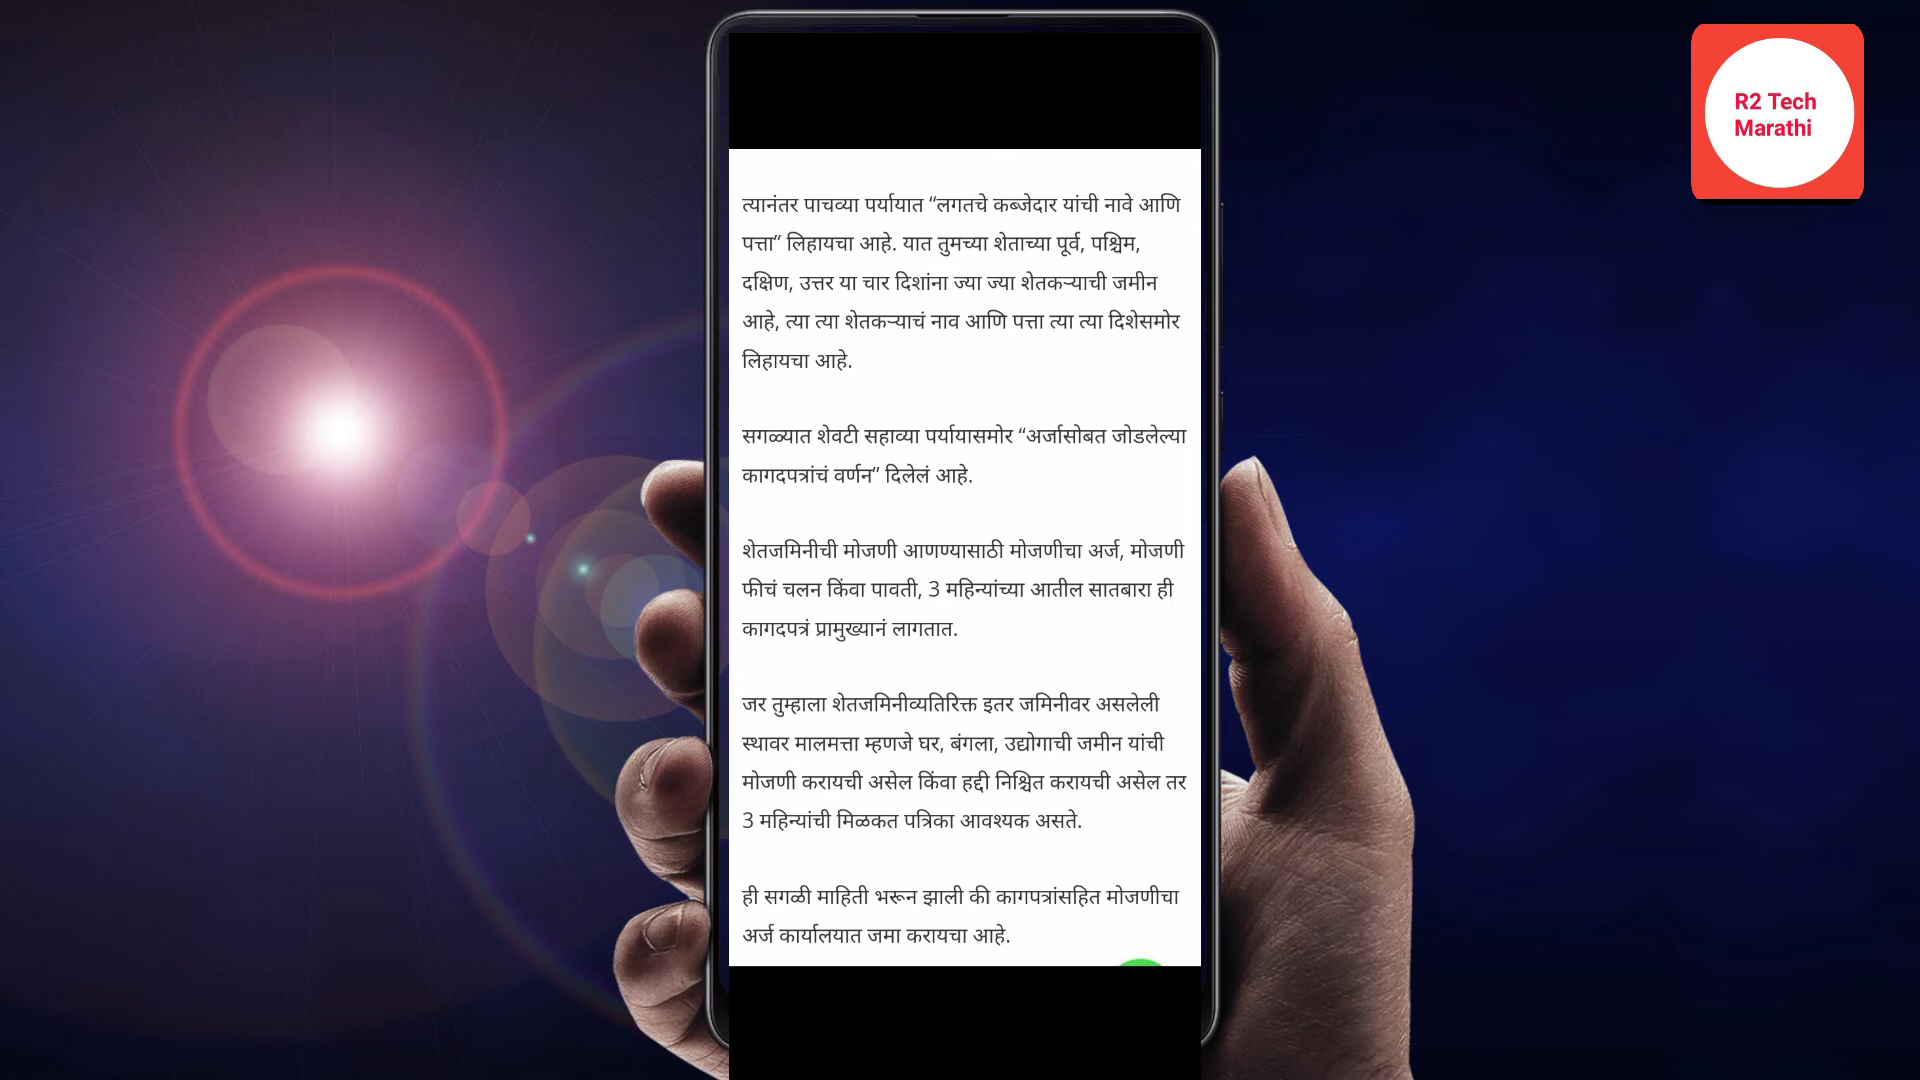 R2 Tech
Marathi
त्यानंतर पाचव्या पर्यायात “लगतचे कब्जेदार यांची नावे आणि
पत्ता” लिहायचा आहे. यात तुमच्या शेताच्या पूर्व, पश्चिम,
दक्षिण, उत्तर या चार दिशांना ज्या ज्या शेतकऱ्याची जमीन
आहे, त्या त्या शेतकऱ्याचं नाव आणि पत्ता त्या त्या दिशेसमोर
लिहायचा आहे.
सगळ्यात शेवटी सहाव्या पर्यायासमोर “अर्जासोबत जोडलेल्या
कागदपत्रांचं वर्णन” दिलेलं आहे.
शेतजमिनीची मोजणी आणण्यासाठी मोजणीचा अर्ज, मोजणी
फीचं चलन किंवा पावती, 3 महिन्यांच्या आतील सातबारा ही
कागदपत्रं प्रामुख्यानं लागतात.
जर तुम्हाला शेतजमिनीव्यतिरिक्त इतर जमिनीवर असलेली
स्थावर मालमत्ता म्हणजे घर, बंगला, उद्योगाची जमीन यांची
मोजणी करायची असेल किंवा हद्दी निश्चित करायची असेल तर
3 महिन्यांची मिळकत पत्रिका आवश्यक असते.
ही सगळी माहिती भरून झाली की कागपत्रांसहित मोजणीचा
अर्ज कार्यालयात जमा करायचा आहे.